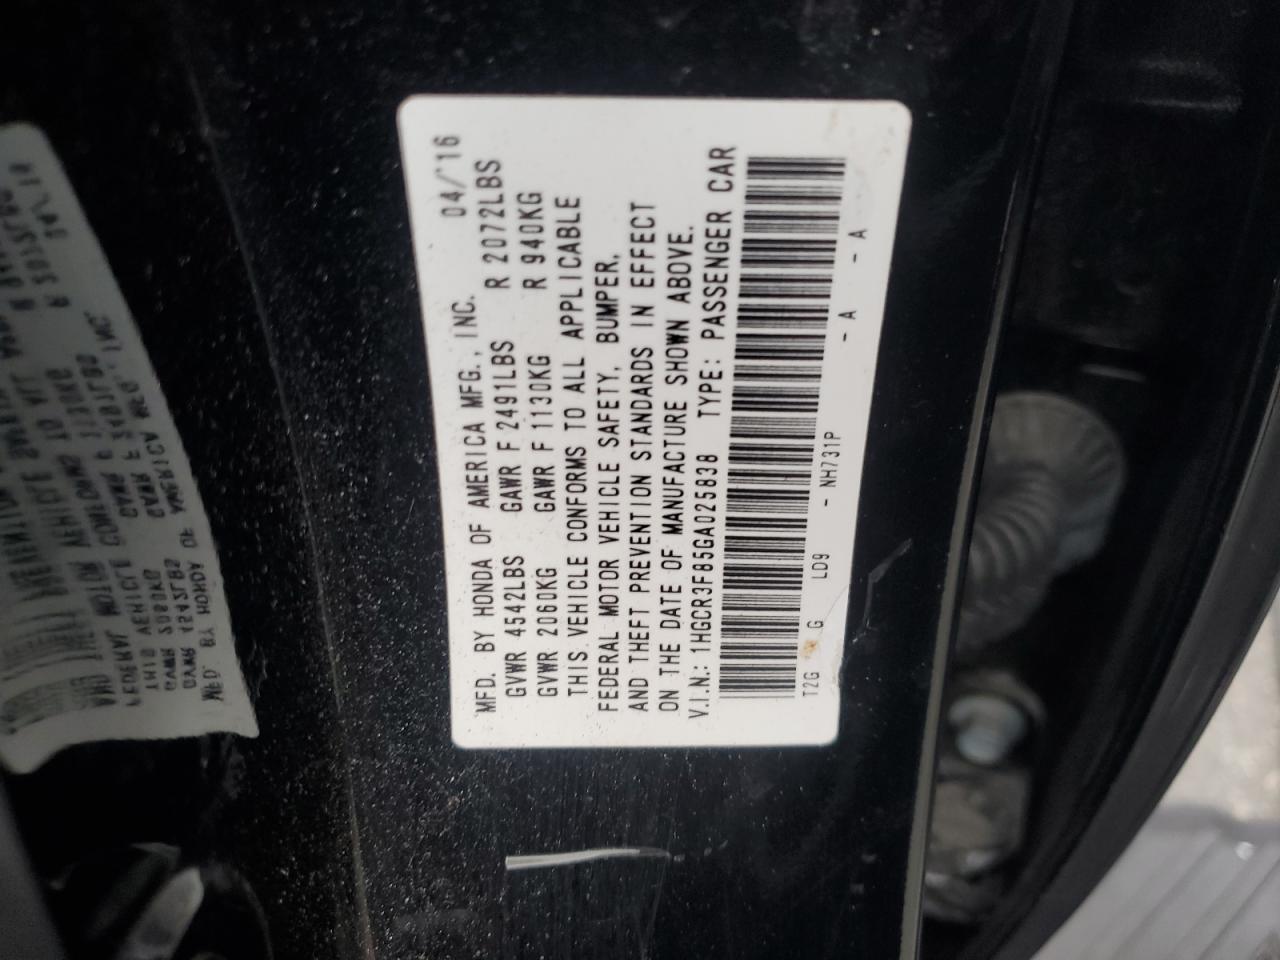 MFD. BY HONDA OF AMERICA MFG., INC. 04/'16
GVWR 4542LBS GAWR F 2491LBS R 2072LBS
GVWR 2060KG GAWR F 1130KG R 940KG
THIS VEHICLE CONFORMS TO ALL APPLICABLE
FEDERAL MOTOR VEHICLE SAFETY, BUMPER,
AND THEFT PREVENTION STANDARDS IN EFFECT
ON THE DATE OF MANUFACTURE SHOWN ABOVE.
V.I.N.: 1HGCR3F85GA025838 TYPE: PASSENGER CAR
T2G G LD9 - NH731P - A - A